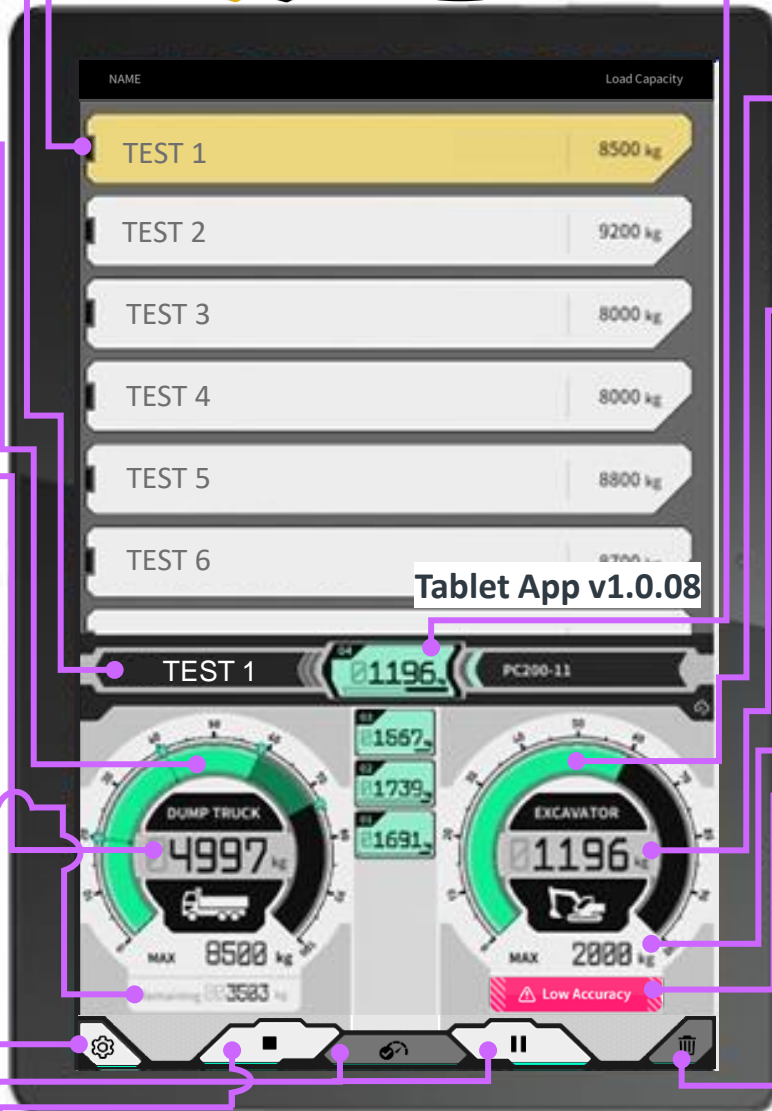 NAME Load Capacity
TEST 1 8500 kg
TEST 2 9200 kg
TEST 3 8000 kg
TEST 4 8000 kg
TEST 5 8800 kg
TEST 6 8700
Tablet App v1.0.08
TEST 1 04 01196 PC200-11
03 01567
02 01739
01 01691
DUMP TRUCK
04997 kg
MAX 8500 kg
Remaining 003503 kg
EXCAVATOR
01196 kg
MAX 2000 kg
Low Accuracy